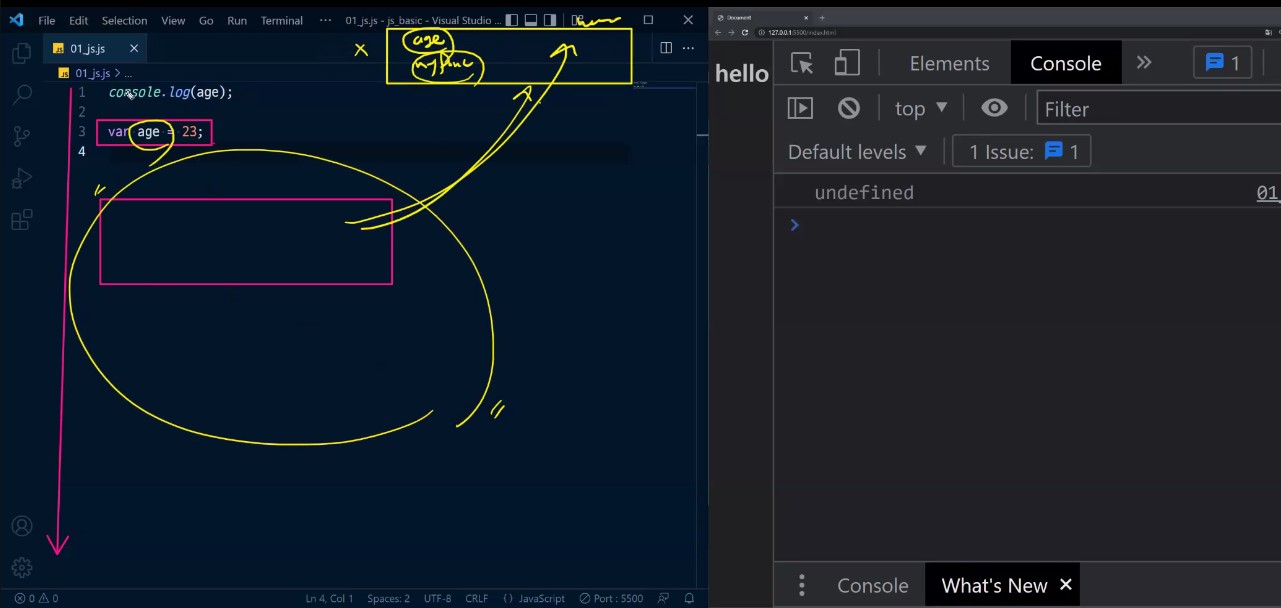 File Edit Selection View Go Run Terminal ··· 01_js.js - js_basic - Visual Studio ...
01_js.js ×
01_js.js > ...
1 console.log(age);
2
3 var age = 23;
4
age
Ln 4, Col 1 Spaces: 2 UTF-8 CRLF {} JavaScript Port : 5500
0 0
Document
127.0.0.1:5500/index.html
hello
Elements Console » 1
top ▼ Filter
Default levels ▼ 1 Issue: 1
undefined 01_
>
Console What's New ×